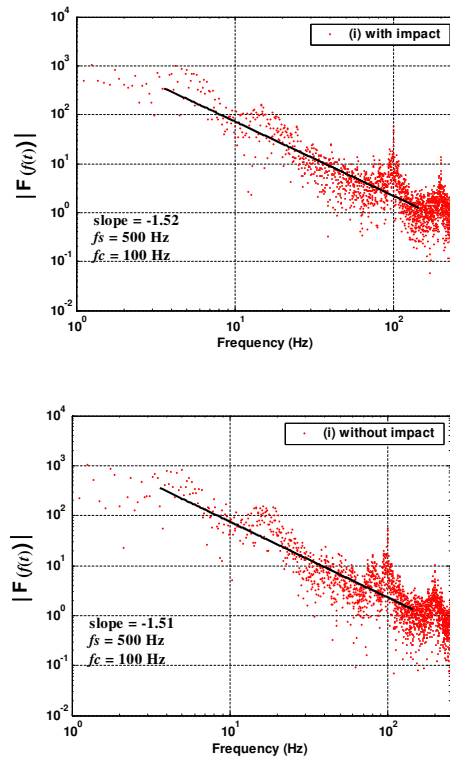 10^4
(i) with impact
10^3
10^2
10^1
10^0
10^-1
10^-2
|F(f(t))|
slope = -1.52
fs = 500 Hz
fc = 100 Hz
10^0
10^1
10^2
Frequency (Hz)
10^4
(i) without impact
10^3
10^2
10^1
10^0
10^-1
10^-2
|F(f(t))|
slope = -1.51
fs = 500 Hz
fc = 100 Hz
10^0
10^1
10^2
Frequency (Hz)